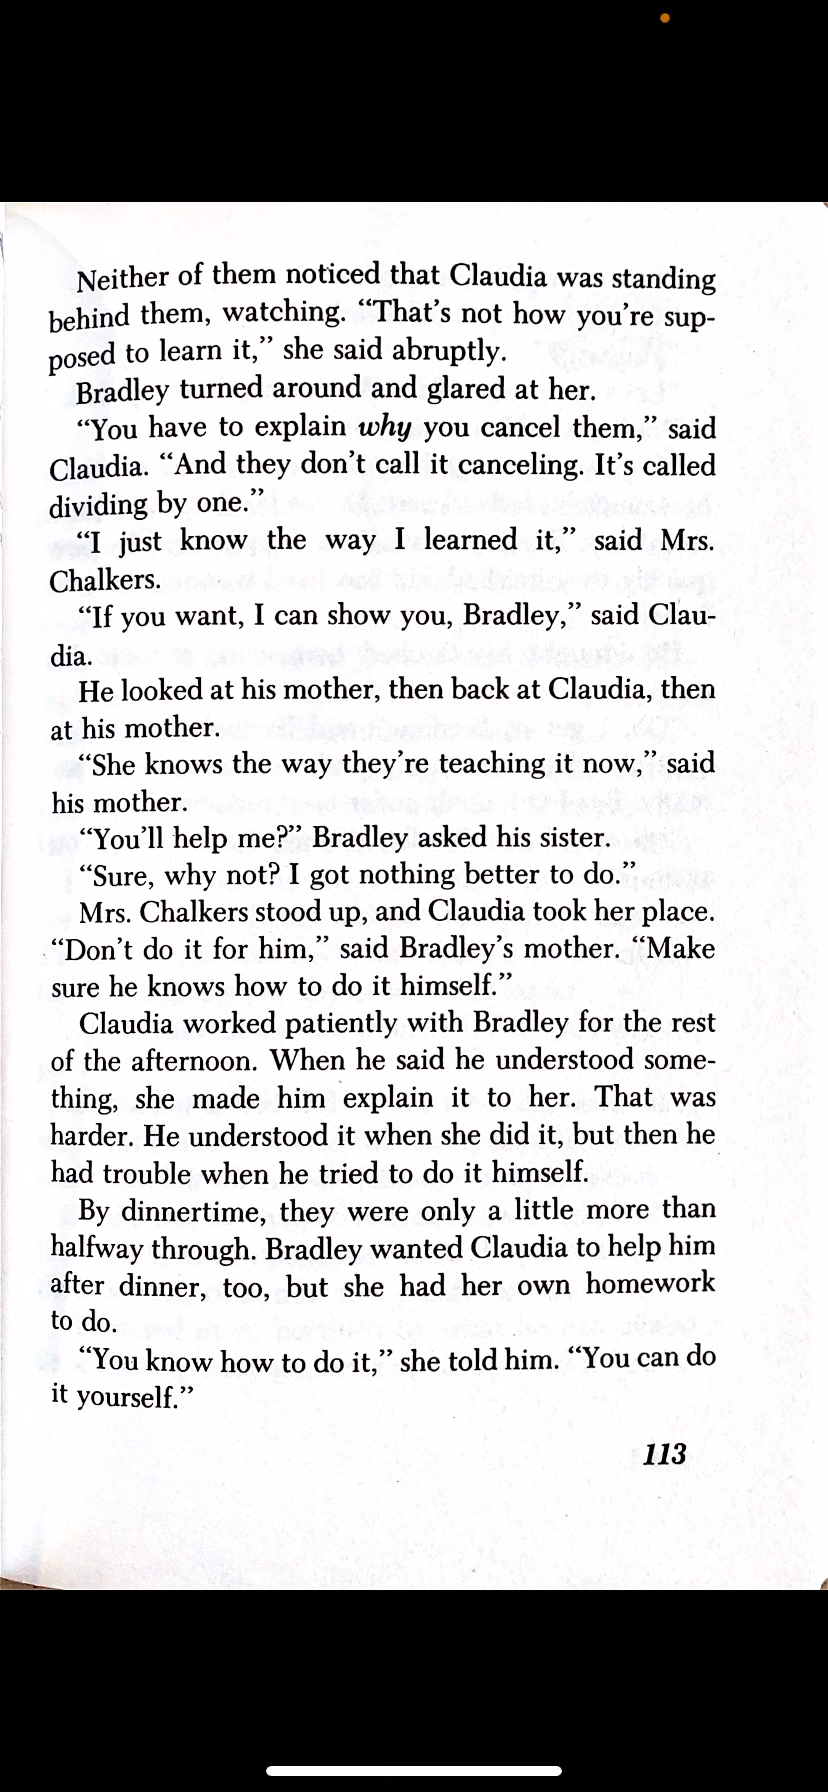 Neither of them noticed that Claudia was standing
behind them, watching. “That’s not how you’re sup-
posed to learn it,” she said abruptly.
Bradley turned around and glared at her.
“You have to explain why you cancel them,” said
Claudia. “And they don’t call it canceling. It’s called
dividing by one.”
“I just know the way I learned it,” said Mrs.
Chalkers.
“If you want, I can show you, Bradley,” said Clau-
dia.
He looked at his mother, then back at Claudia, then
at his mother.
“She knows the way they’re teaching it now,” said
his mother.
“You’ll help me?” Bradley asked his sister.
“Sure, why not? I got nothing better to do.”
Mrs. Chalkers stood up, and Claudia took her place.
“Don’t do it for him,” said Bradley’s mother. “Make
sure he knows how to do it himself.”
Claudia worked patiently with Bradley for the rest
of the afternoon. When he said he understood some-
thing, she made him explain it to her. That was
harder. He understood it when she did it, but then he
had trouble when he tried to do it himself.
By dinnertime, they were only a little more than
halfway through. Bradley wanted Claudia to help him
after dinner, too, but she had her own homework
to do.
“You know how to do it,” she told him. “You can do
it yourself.”
113